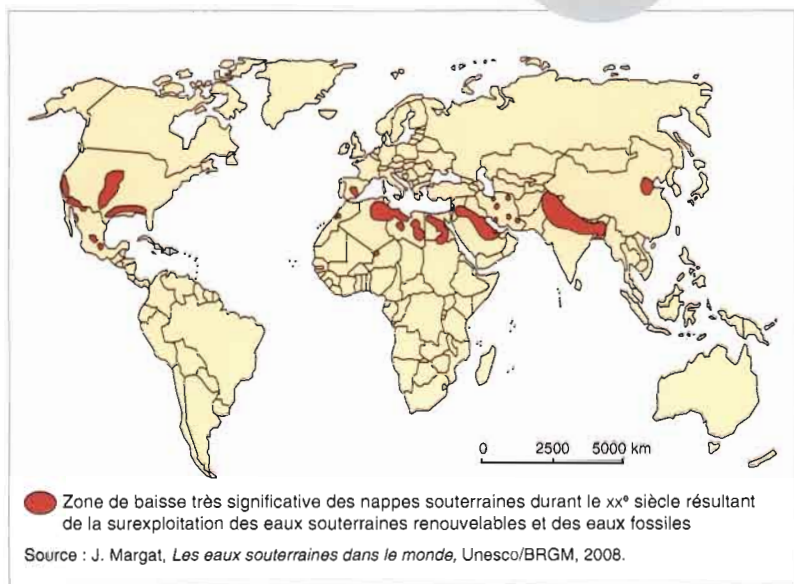 0 2500 5000 km
Zone de baisse très significative des nappes souterraines durant le XXᵉ siècle résultant
de la surexploitation des eaux souterraines renouvelables et des eaux fossiles
Source : J. Margat, Les eaux souterraines dans le monde, Unesco/BRGM, 2008.